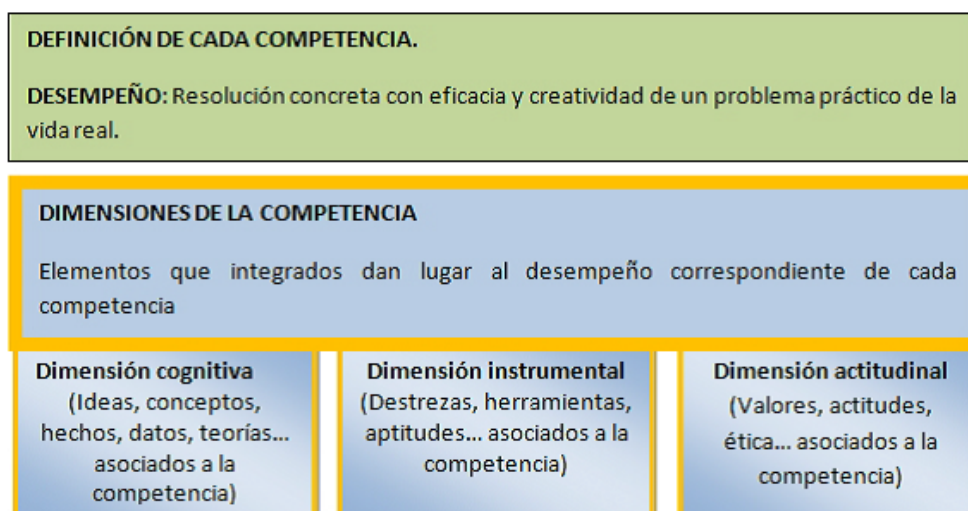 DEFINICIÓN DE CADA COMPETENCIA.
DESEMPEÑO: Resolución concreta con eficacia y creatividad de un problema práctico de la
vida real.
DIMENSIONES DE LA COMPETENCIA
Elementos que integrados dan lugar al desempeño correspondiente de cada
competencia
Dimensión cognitiva
(Ideas, conceptos,
hechos, datos, teorías...
asociados a la
competencia)
Dimensión instrumental
(Destrezas, herramientas,
aptitudes... asociados a la
competencia)
Dimensión actitudinal
(Valores, actitudes,
ética... asociados a la
competencia)